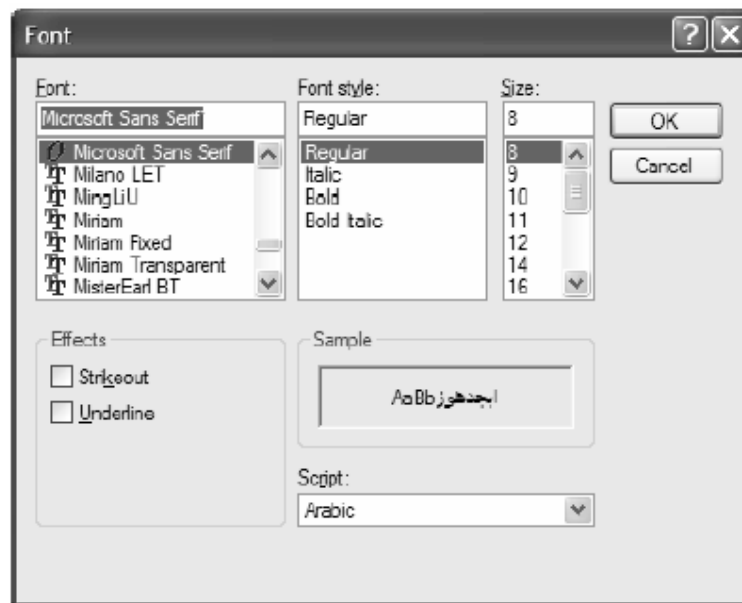 Font
Font:
Font style:
Size:
Microsoft Sans Serif
Regular
8
OK
Cancel
Microsoft Sans Serif
Milano LET
MingLiU
Miriam
Miriam Fixed
Miriam Transparent
MisterEarl BT
Regular
Italic
Bold
Bold Italic
8
9
10
11
12
14
16
Effects
Strikeout
Underline
Sample
AaBbابجدهوز
Script:
Arabic